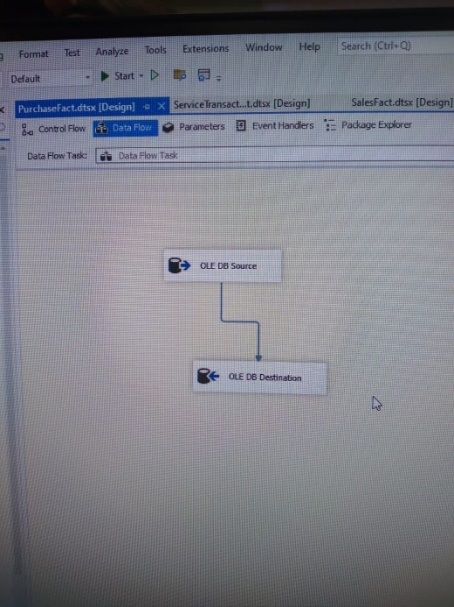 Format Test Analyze Tools Extensions Window Help Search (Ctrl+Q)
Default Start
PurchaseFact.dtsx [Design] ServiceTransact...t.dtsx [Design] SalesFact.dtsx [Design]
Control Flow Data Flow Parameters Event Handlers Package Explorer
Data Flow Task: Data Flow Task
OLE DB Source
OLE DB Destination